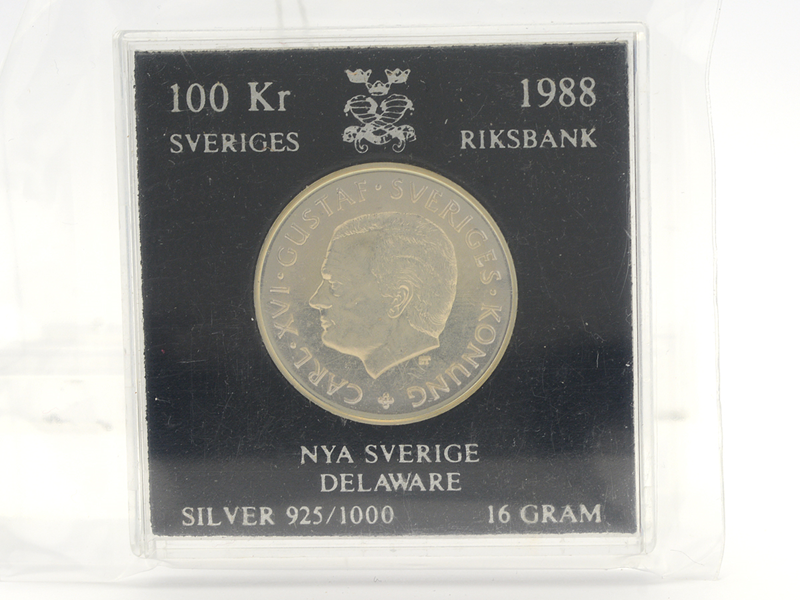 100 Kr 1988
SVERIGES RIKSBANK
CARL·XVI·GUSTAF·SVERIGES·KONUNG
NYA SVERIGE
DELAWARE
SILVER 925/1000 16 GRAM